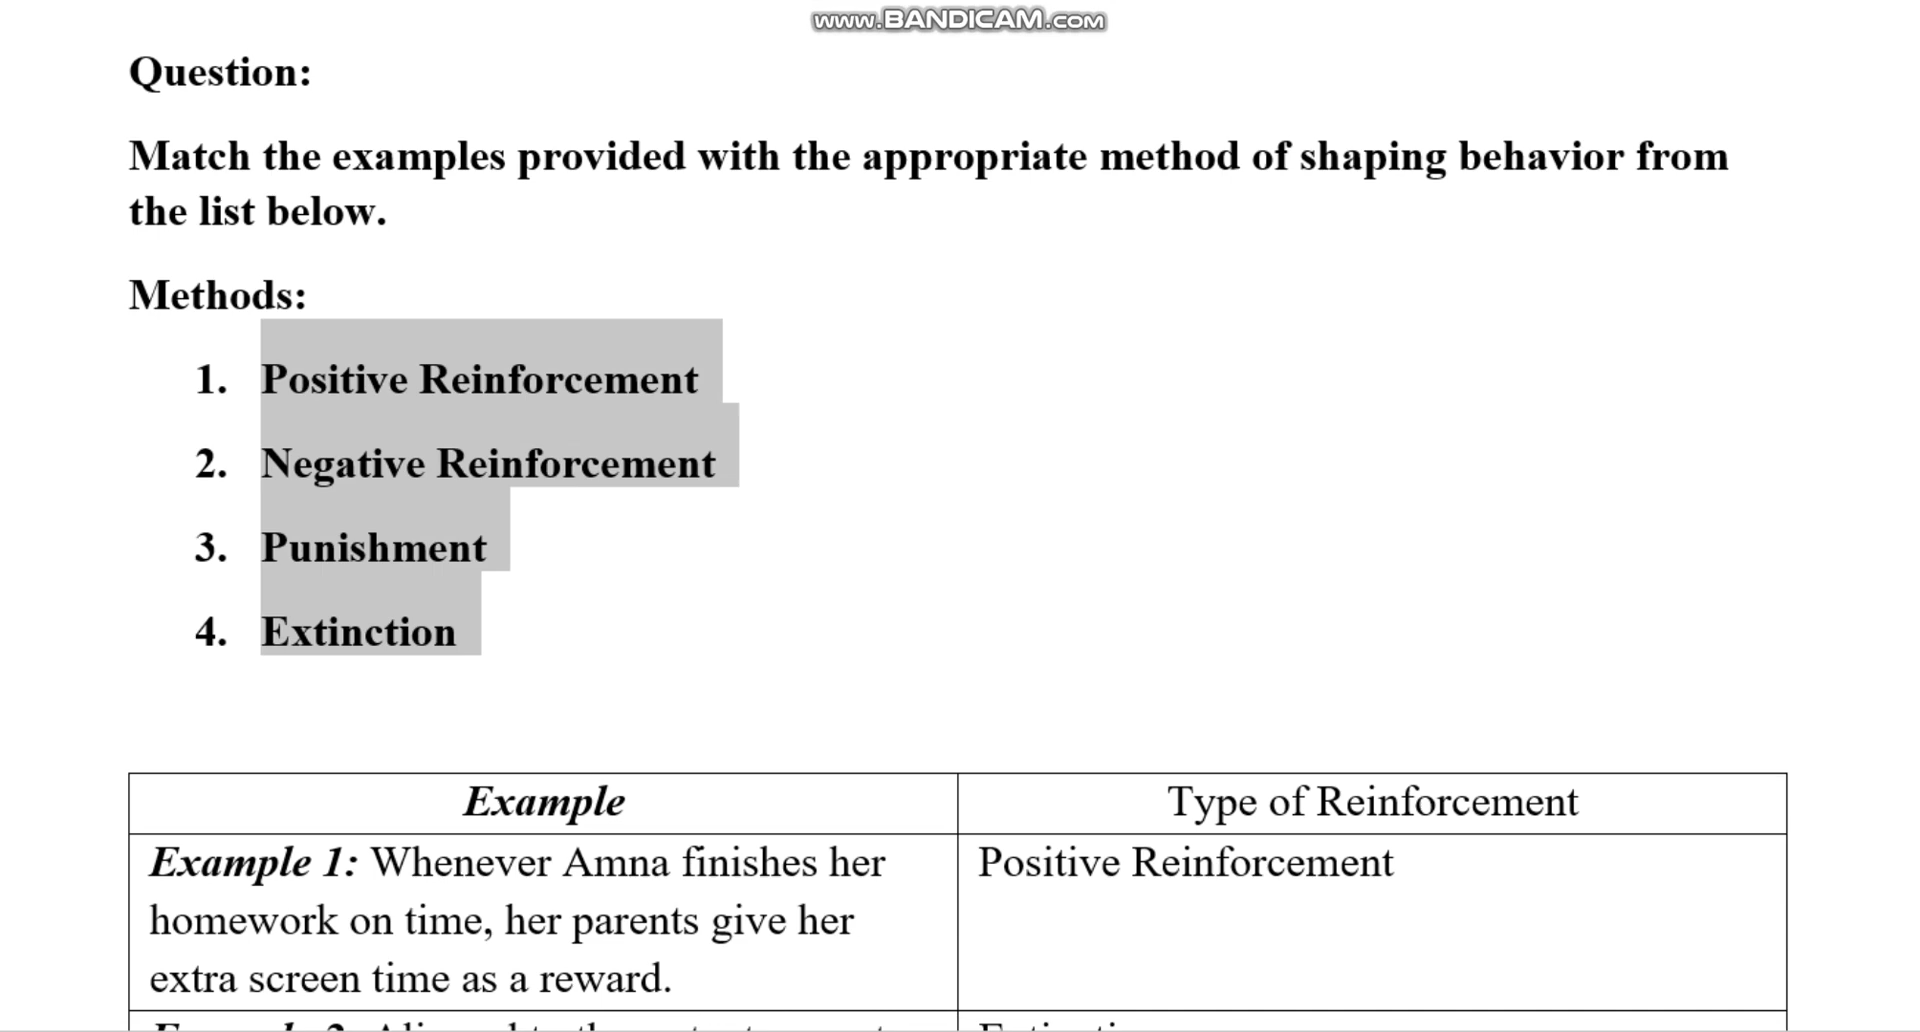 www.BANDICAM.com
Question:
Match the examples provided with the appropriate method of shaping behavior from
the list below.
Methods:
1. Positive Reinforcement
2. Negative Reinforcement
3. Punishment
4. Extinction
Example
Type of Reinforcement
Example 1: Whenever Amna finishes her
homework on time, her parents give her
extra screen time as a reward.
Positive Reinforcement